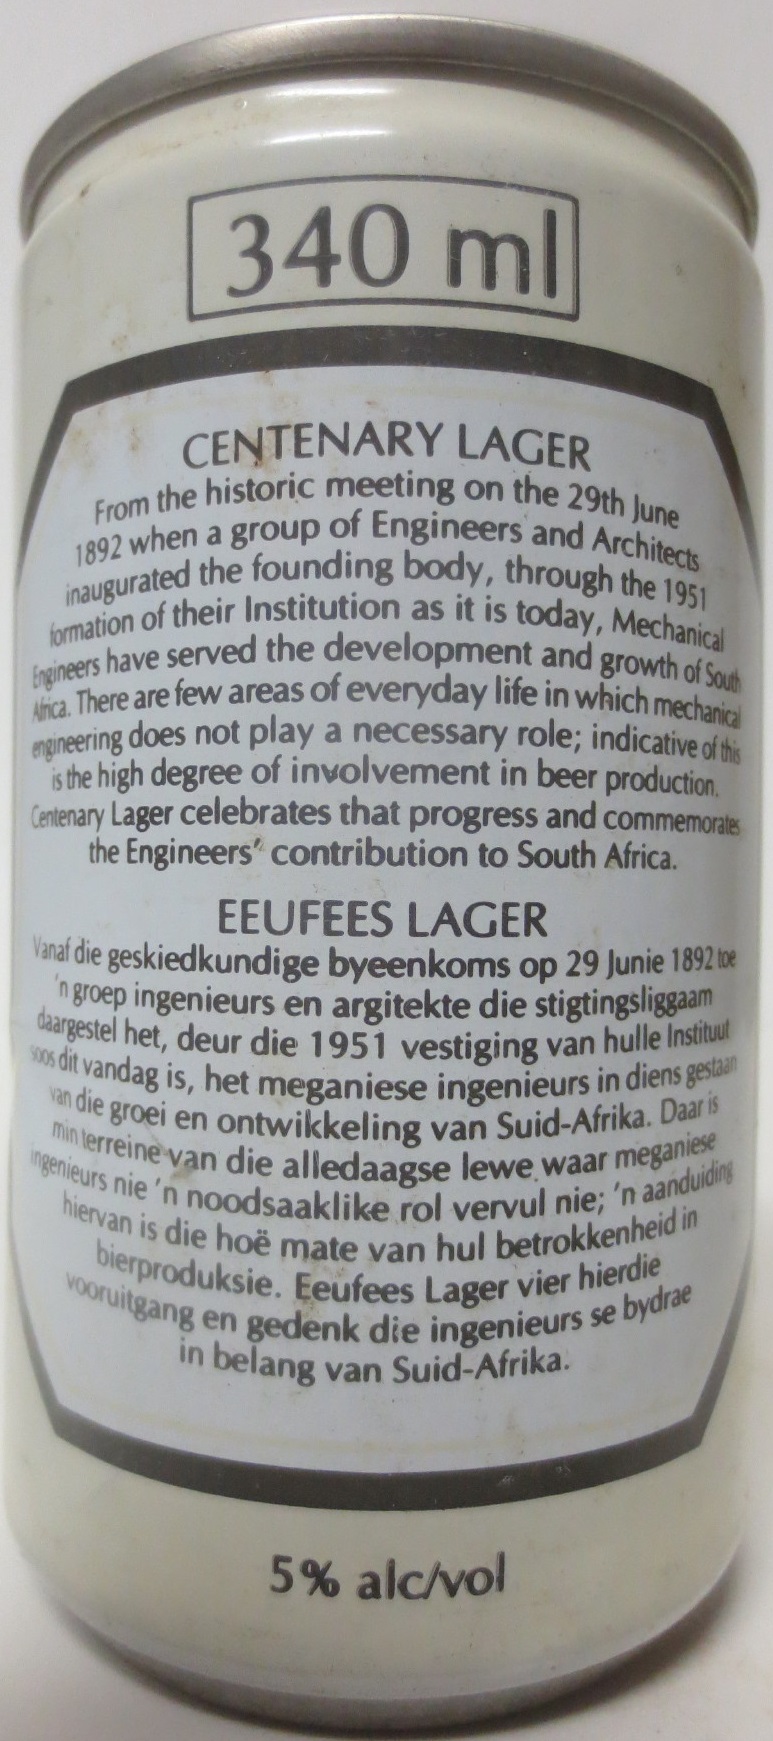 340 ml
CENTENARY LAGER
From the historic meeting on the 29th June
1892 when a group of Engineers and Architects
inaugurated the founding body, through the 1951
formation of their Institution as it is today, Mechanical
Engineers have served the development and growth of South
Africa. There are few areas of everyday life in which mechanical
engineering does not play a necessary role; indicative of this
is the high degree of involvement in beer production.
Centenary Lager celebrates that progress and commemorates
the Engineers' contribution to South Africa.
EEUFEES LAGER
Vanaf die geskiedkundige byeenkoms op 29 Junie 1892 toe
'n groep ingenieurs en argitekte die stigtingsliggaam
daargestel het, deur die 1951 vestiging van hulle Instituut
soos dit vandag is, het meganiese ingenieurs in diens gestaan
van die groei en ontwikkeling van Suid-Afrika. Daar is
min terreine van die alledaagse lewe waar meganiese
ingenieurs nie 'n noodsaaklike rol vervul nie; 'n aanduiding
hiervan is die hoë mate van hul betrokkenheid in
bierproduksie. Eeufees Lager vier hierdie
vooruitgang en gedenk die ingenieurs se bydrae
in belang van Suid-Afrika.
5% alc/vol